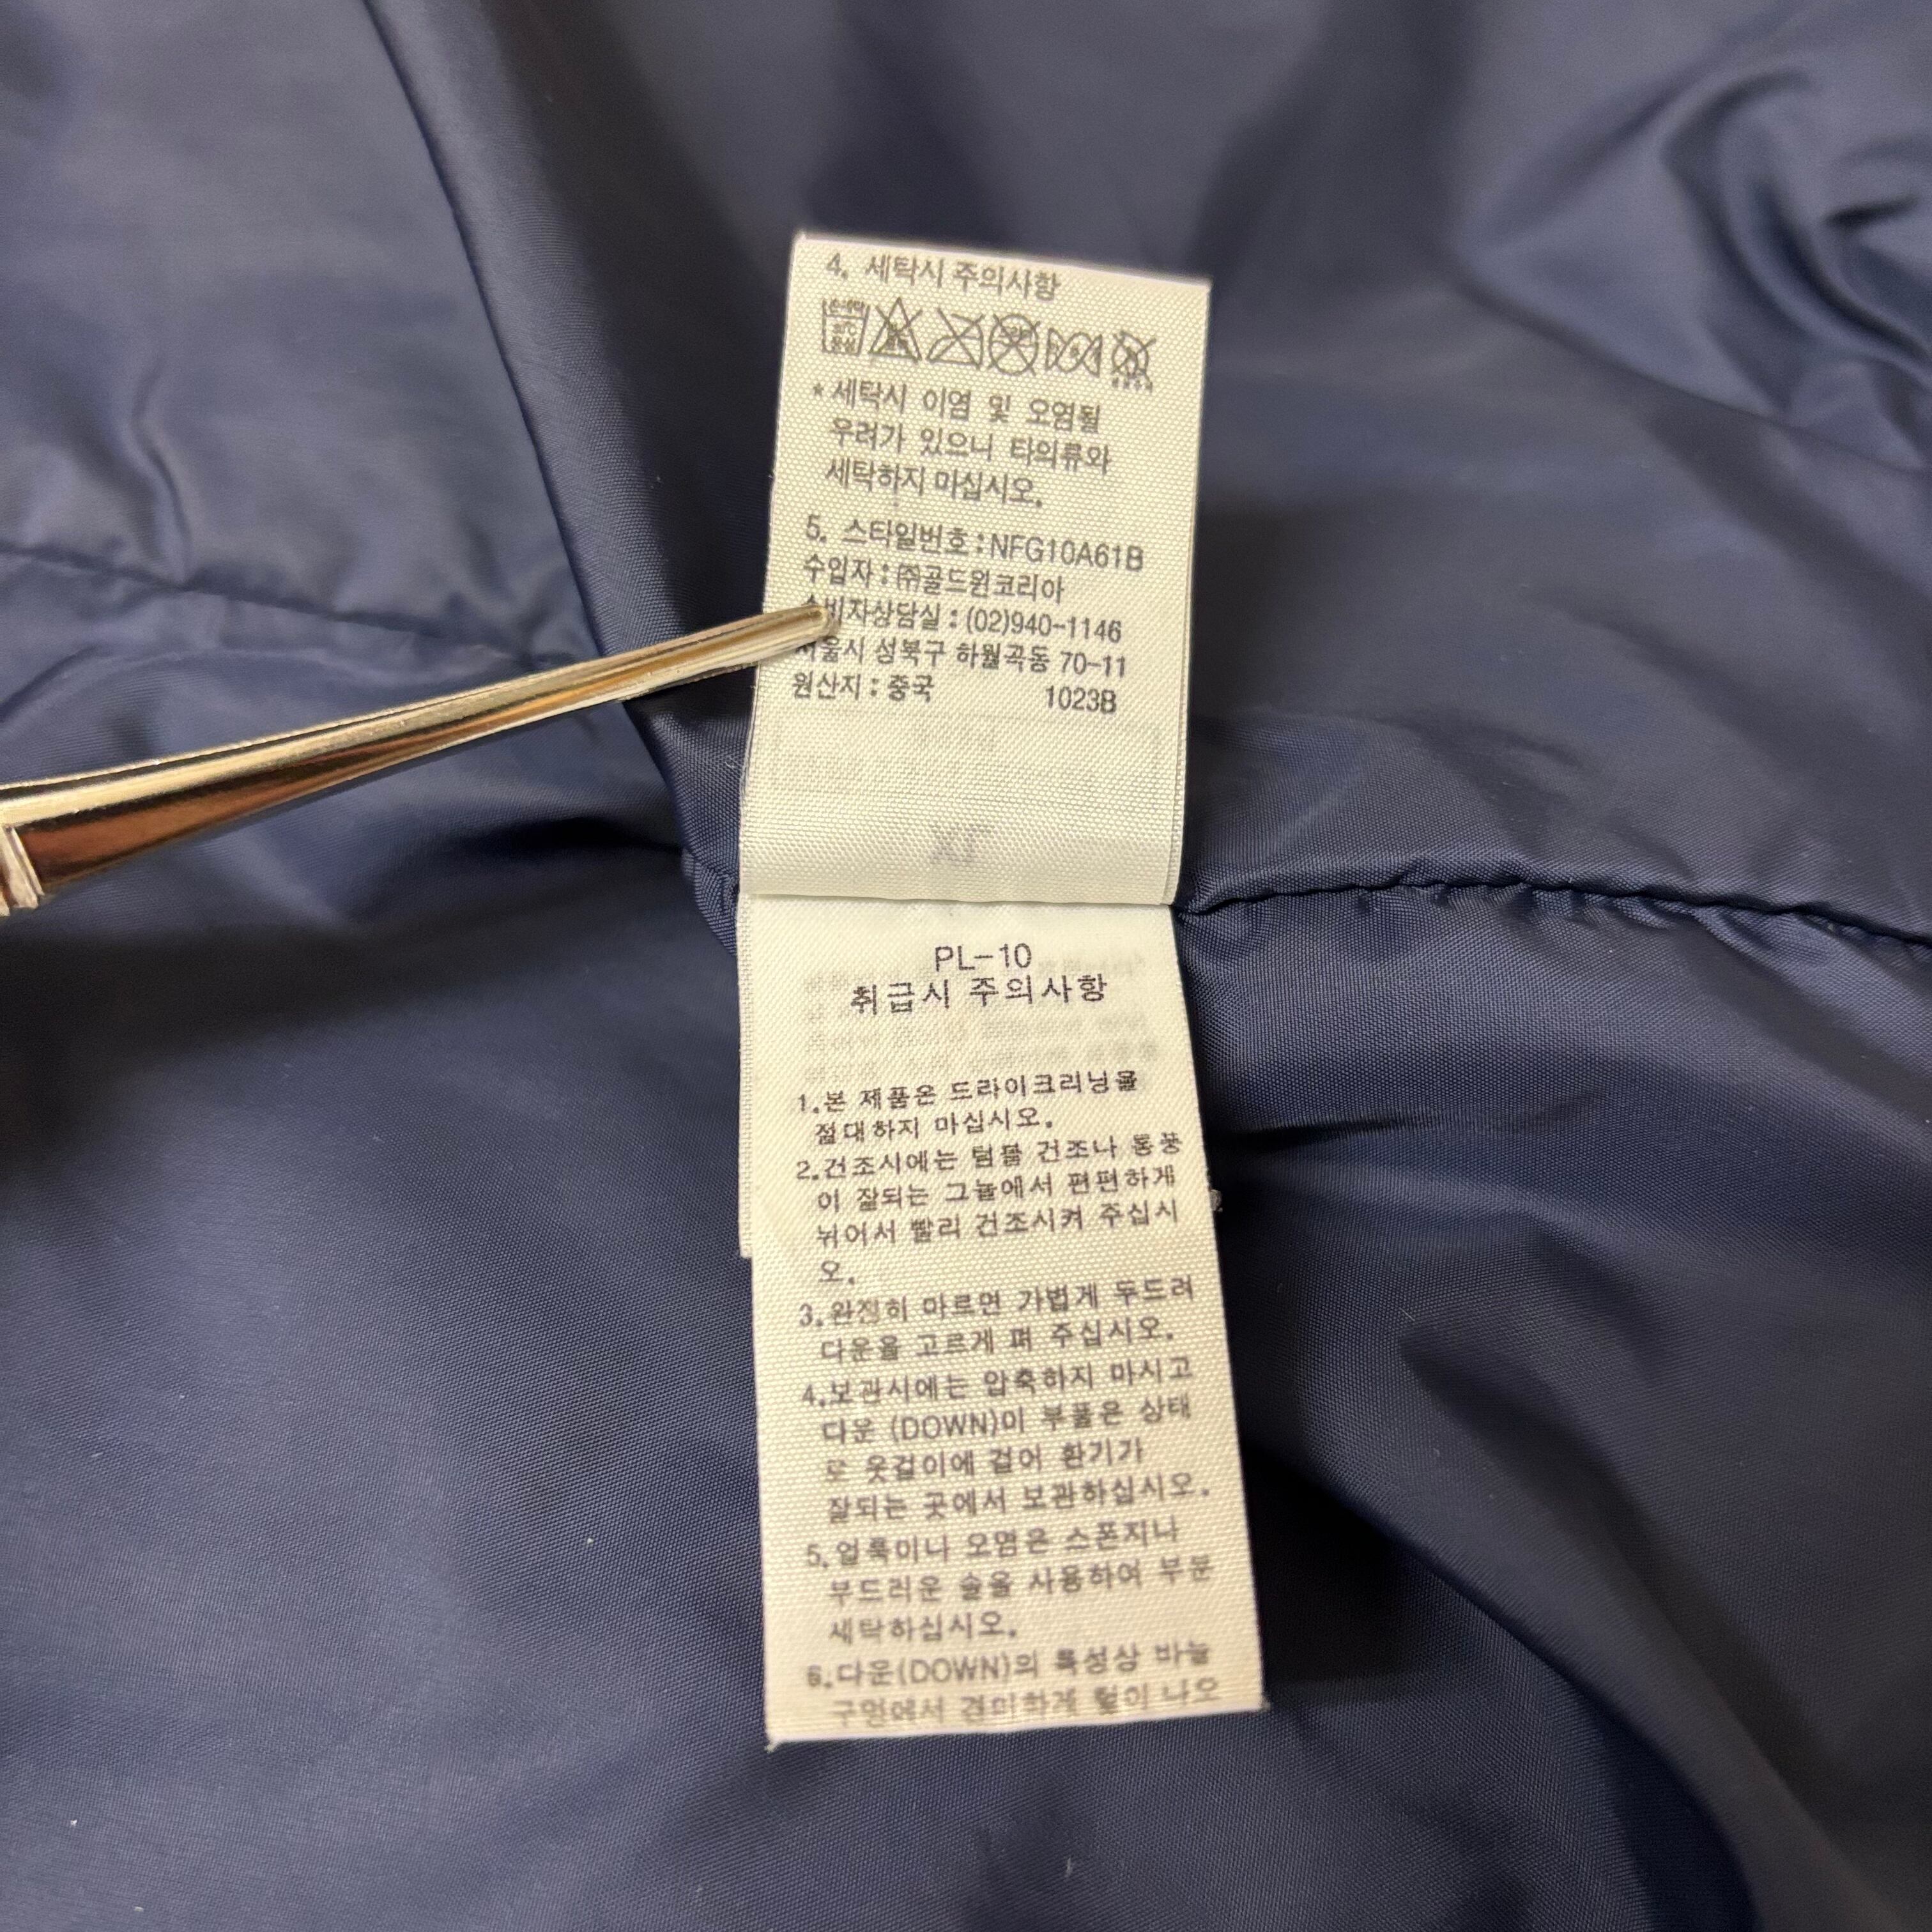 4. 세탁시 주의사항
*세탁시 이염 및 오염될
우려가 있으니 타의류와
세탁하지 마십시오.
5. 스타일번호:NFG10A61B
수입자:㈜골드윈코리아
소비자상담실:(02)940-1146
서울시 성북구 하월곡동 70-11
원산지:중국 1023B
PL-10
취급시 주의사항
1.본 제품은 드라이크리닝을
절대하지 마십시오.
2.건조시에는 텀블 건조나 통풍
이 잘되는 그늘에서 편편하게
뉘어서 빨리 건조시켜 주십시
오.
3.완전히 마르면 가볍게 두드려
다운을 고르게 펴 주십시오.
4.보관시에는 압축하지 마시고
다운 (DOWN)이 부풀은 상태
로 옷걸이에 걸어 환기가
잘되는 곳에서 보관하십시오.
5.얼룩이나 오염은 스폰지나
부드러운 솔을 사용하여 부분
세탁하십시오.
6.다운(DOWN)의 특성상 바늘
구멍에서 경미하게 털이 나오